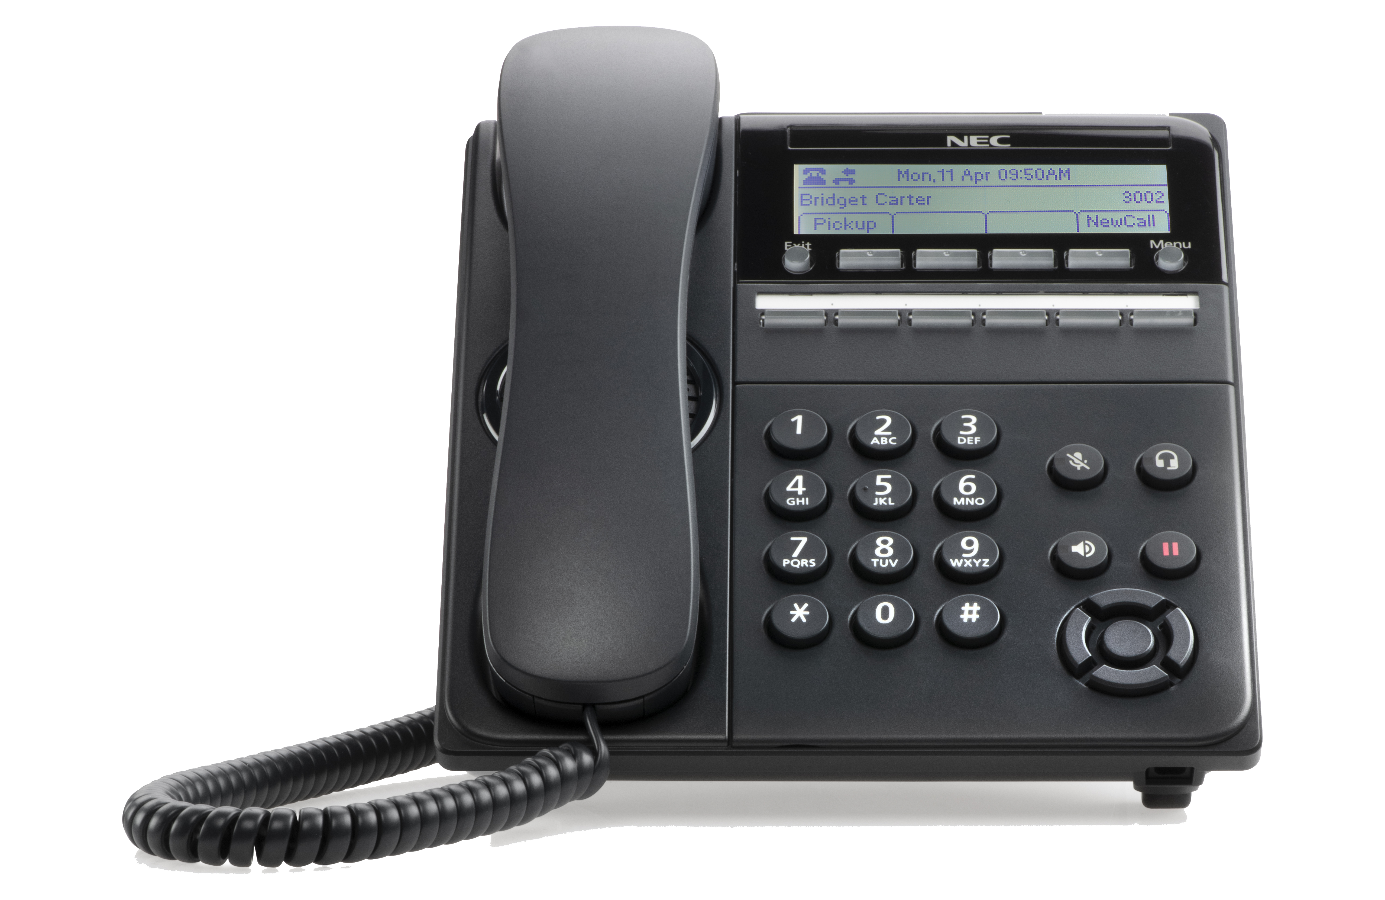 NEC
Mon,11 Apr 09:50AM
Bridget Carter 3002
Pickup NewCall
Exit Menu
1 2 3
ABC DEF
4 5 6
GHI JKL MNO
7 8 9
PQRS TUV WXYZ
* 0 #